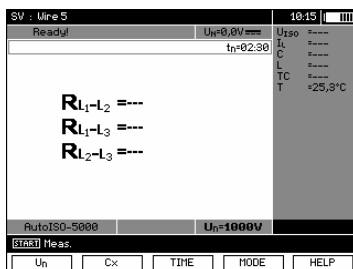 SV : Wire 5 10:15
Ready! UN=0,0V
tn=02:30
UISO =---
IL =---
C =---
L =---
TC =---
T =25,3°C
RL1-L2 =---
RL1-L3 =---
RL2-L3 =---
AutoISO-5000 Un=1000V
START Meas.
Un Cx TIME MODE HELP